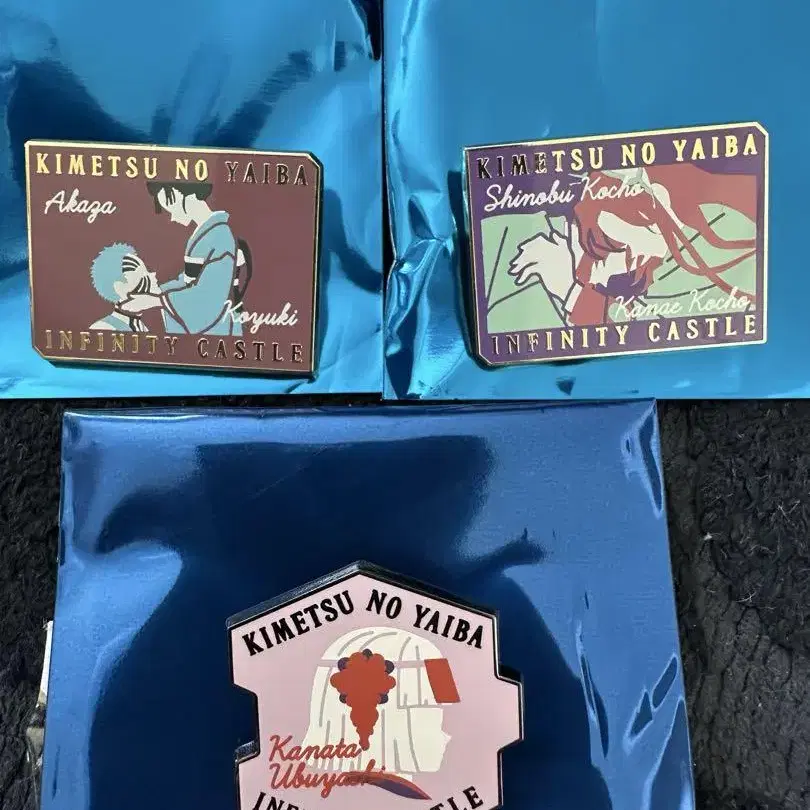 KIMETSU NO YAIBA
Akaza
Koyuki
INFINITY CASTLE
KIMETSU NO YAIBA
Shinobu Kocho
Kanae Kocho
INFINITY CASTLE
KIMETSU NO YAIBA
Kanata
Ubuyashiki